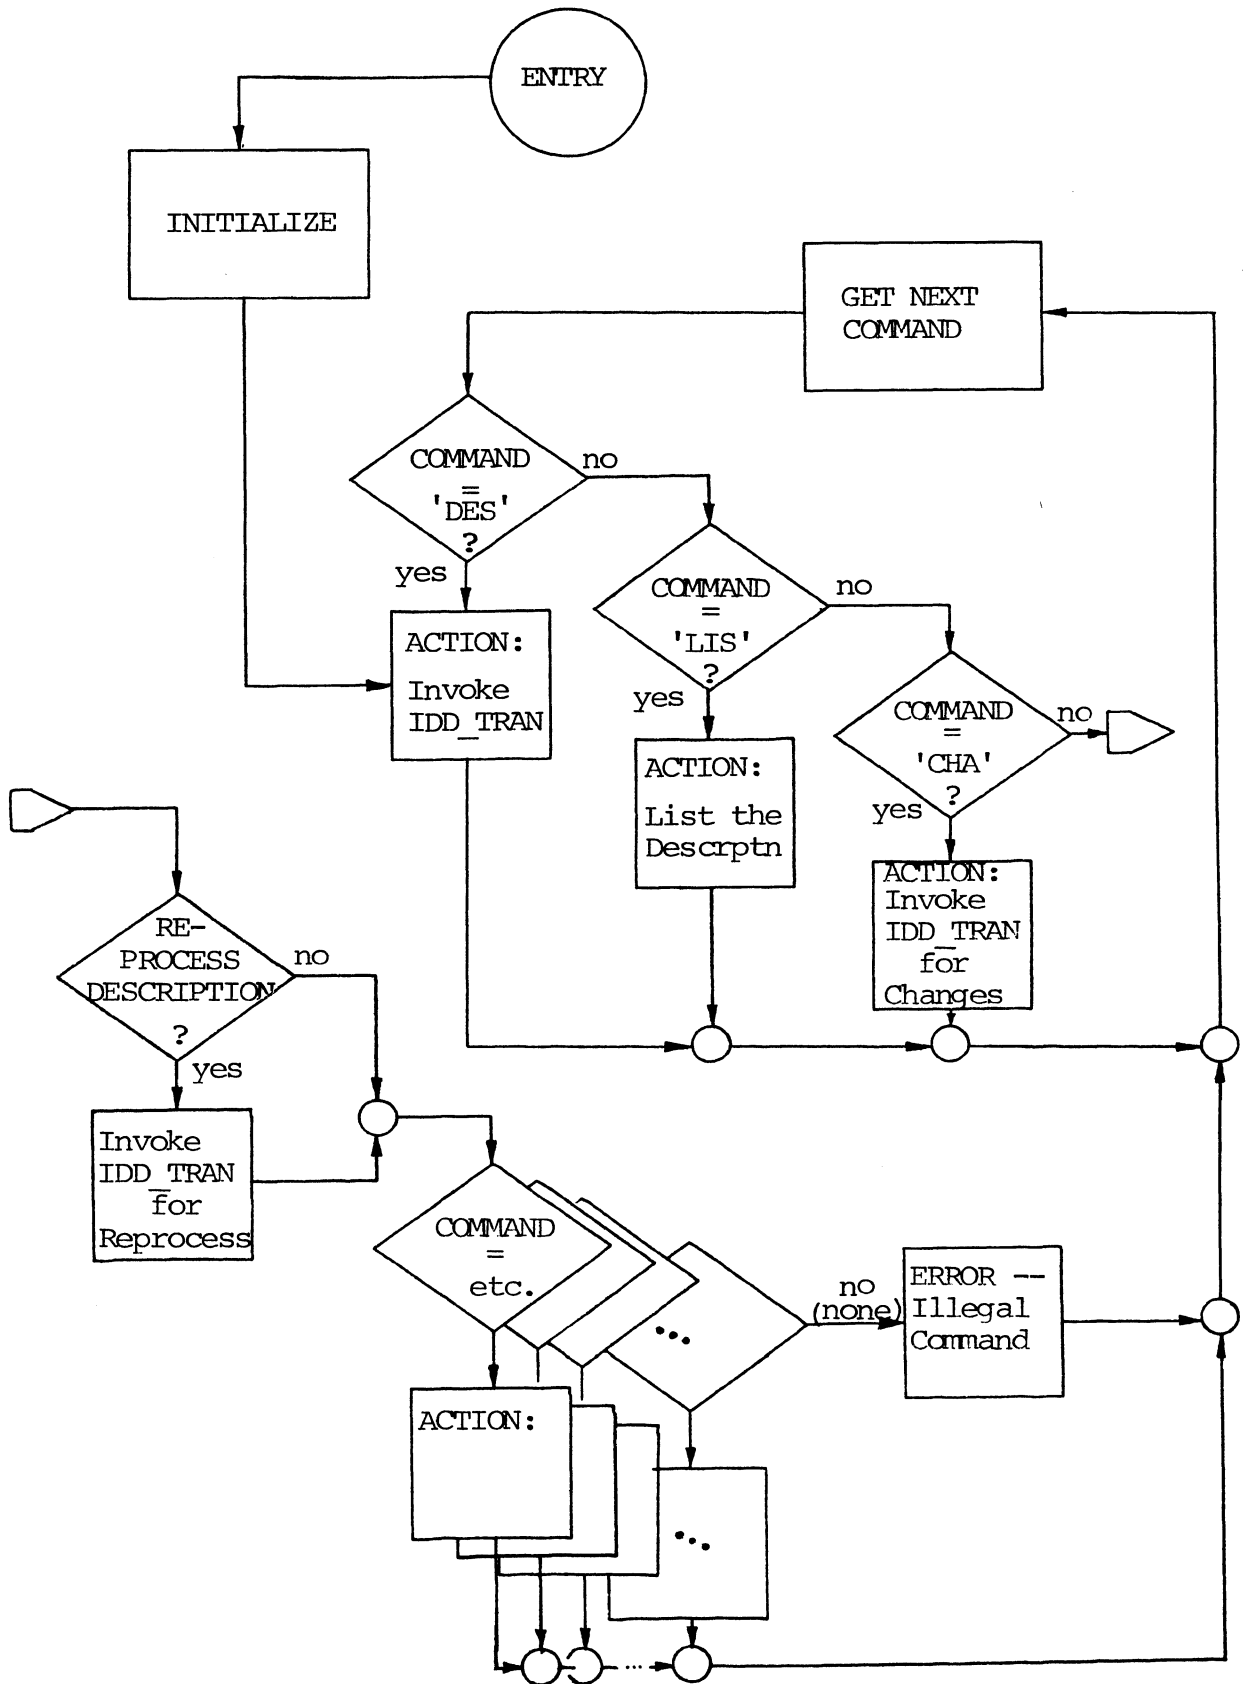 ENTRY
INITIALIZE
GET NEXT
COMMAND
COMMAND
=
'DES'
?
no
yes
ACTION:
Invoke
IDD_TRAN
COMMAND
=
'LIS'
?
no
yes
ACTION:
List the
Descrptn
COMMAND
=
'CHA'
?
no
yes
ACTION:
Invoke
IDD_TRAN
for
Changes
RE-
PROCESS
DESCRIPTION
?
no
yes
Invoke
IDD_TRAN
for
Reprocess
COMMAND
=
etc.
...
no
(none)
ERROR --
Illegal
Command
ACTION:
...
...